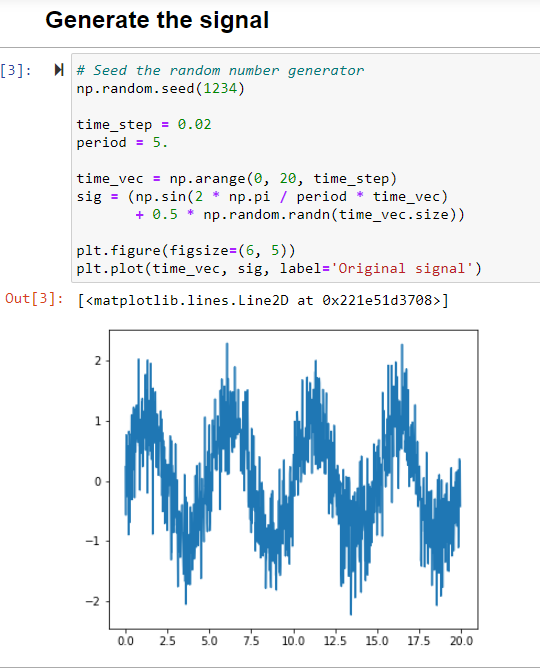 Generate the signal
[3]:
# Seed the random number generator
np.random.seed(1234)
time_step = 0.02
period = 5.
time_vec = np.arange(0, 20, time_step)
sig = (np.sin(2 * np.pi / period * time_vec)
+ 0.5 * np.random.randn(time_vec.size))
plt.figure(figsize=(6, 5))
plt.plot(time_vec, sig, label='Original signal')
Out[3]: [<matplotlib.lines.Line2D at 0x221e51d3708>]
2
1
0
−1
−2
0.0 2.5 5.0 7.5 10.0 12.5 15.0 17.5 20.0